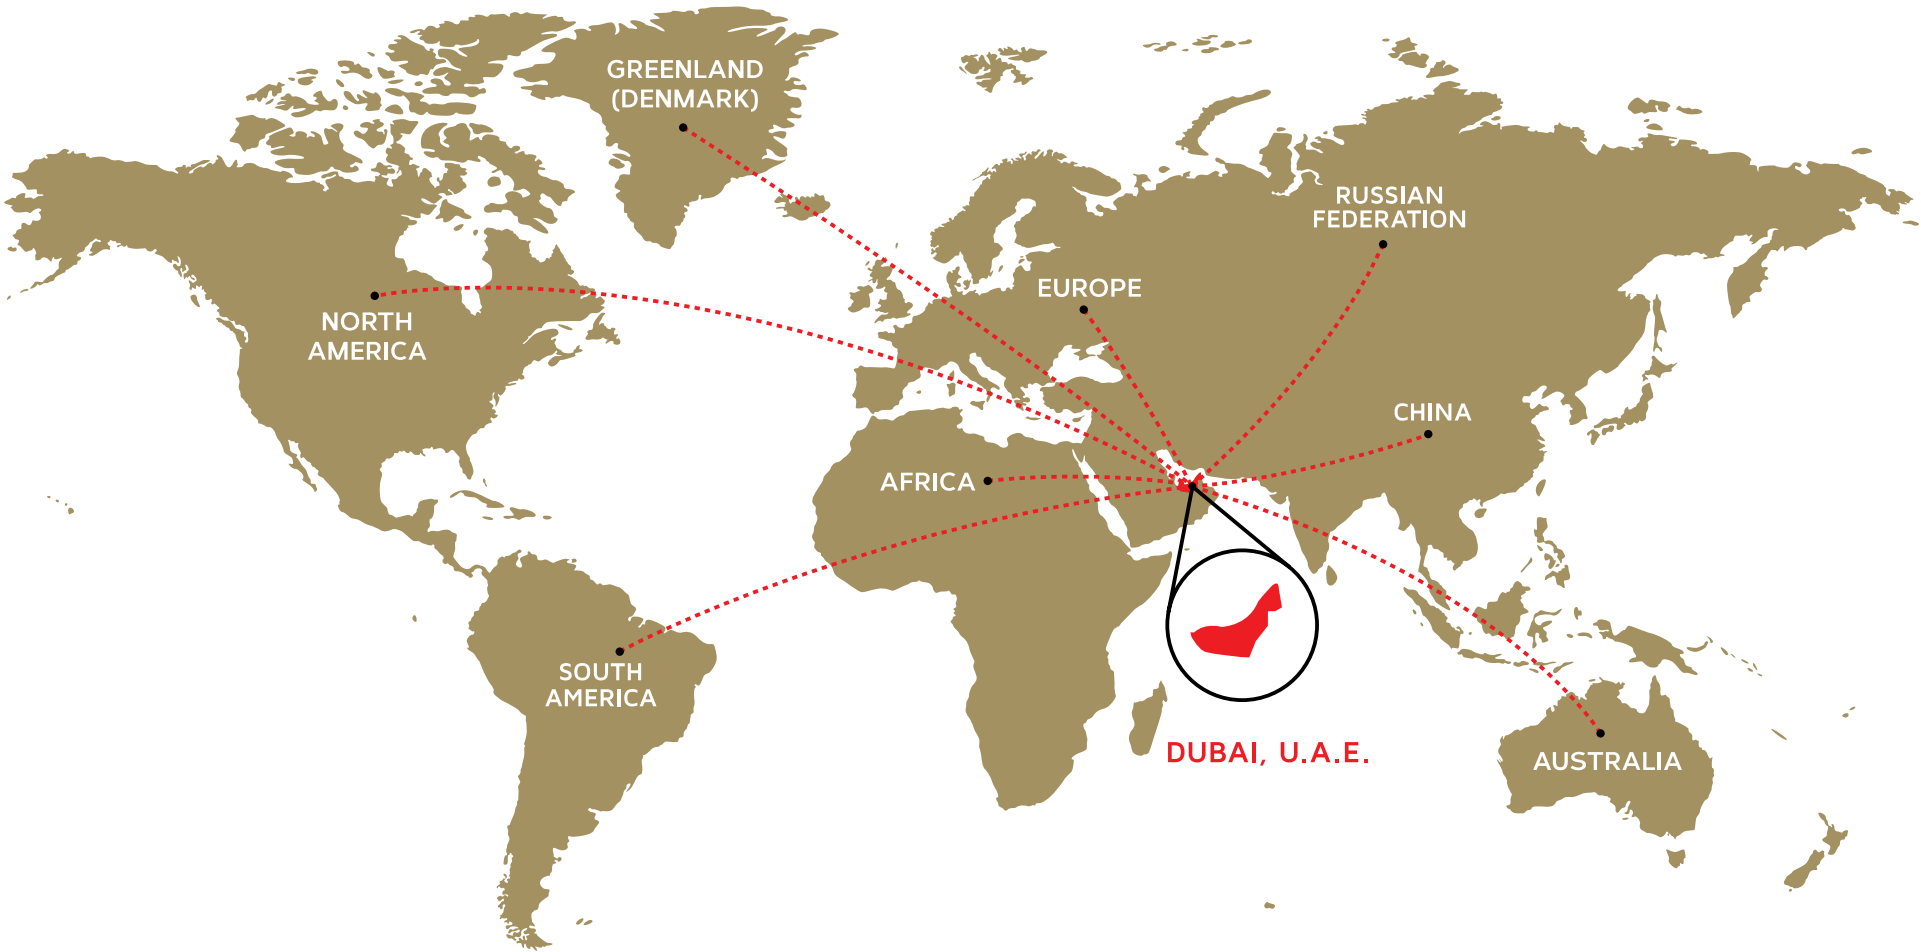 GREENLAND
(DENMARK)
RUSSIAN
FEDERATION
EUROPE
NORTH
AMERICA
CHINA
AFRICA
SOUTH
AMERICA
DUBAI, U.A.E.
AUSTRALIA